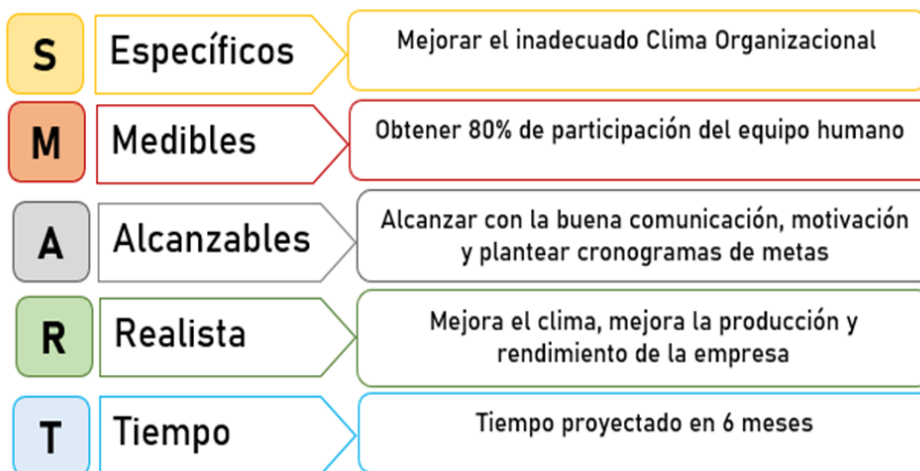 S
Específicos
Mejorar el inadecuado Clima Organizacional
M
Medibles
Obtener 80% de participación del equipo humano
A
Alcanzables
Alcanzar con la buena comunicación, motivación
y plantear cronogramas de metas
R
Realista
Mejora el clima, mejora la producción y
rendimiento de la empresa
T
Tiempo
Tiempo proyectado en 6 meses